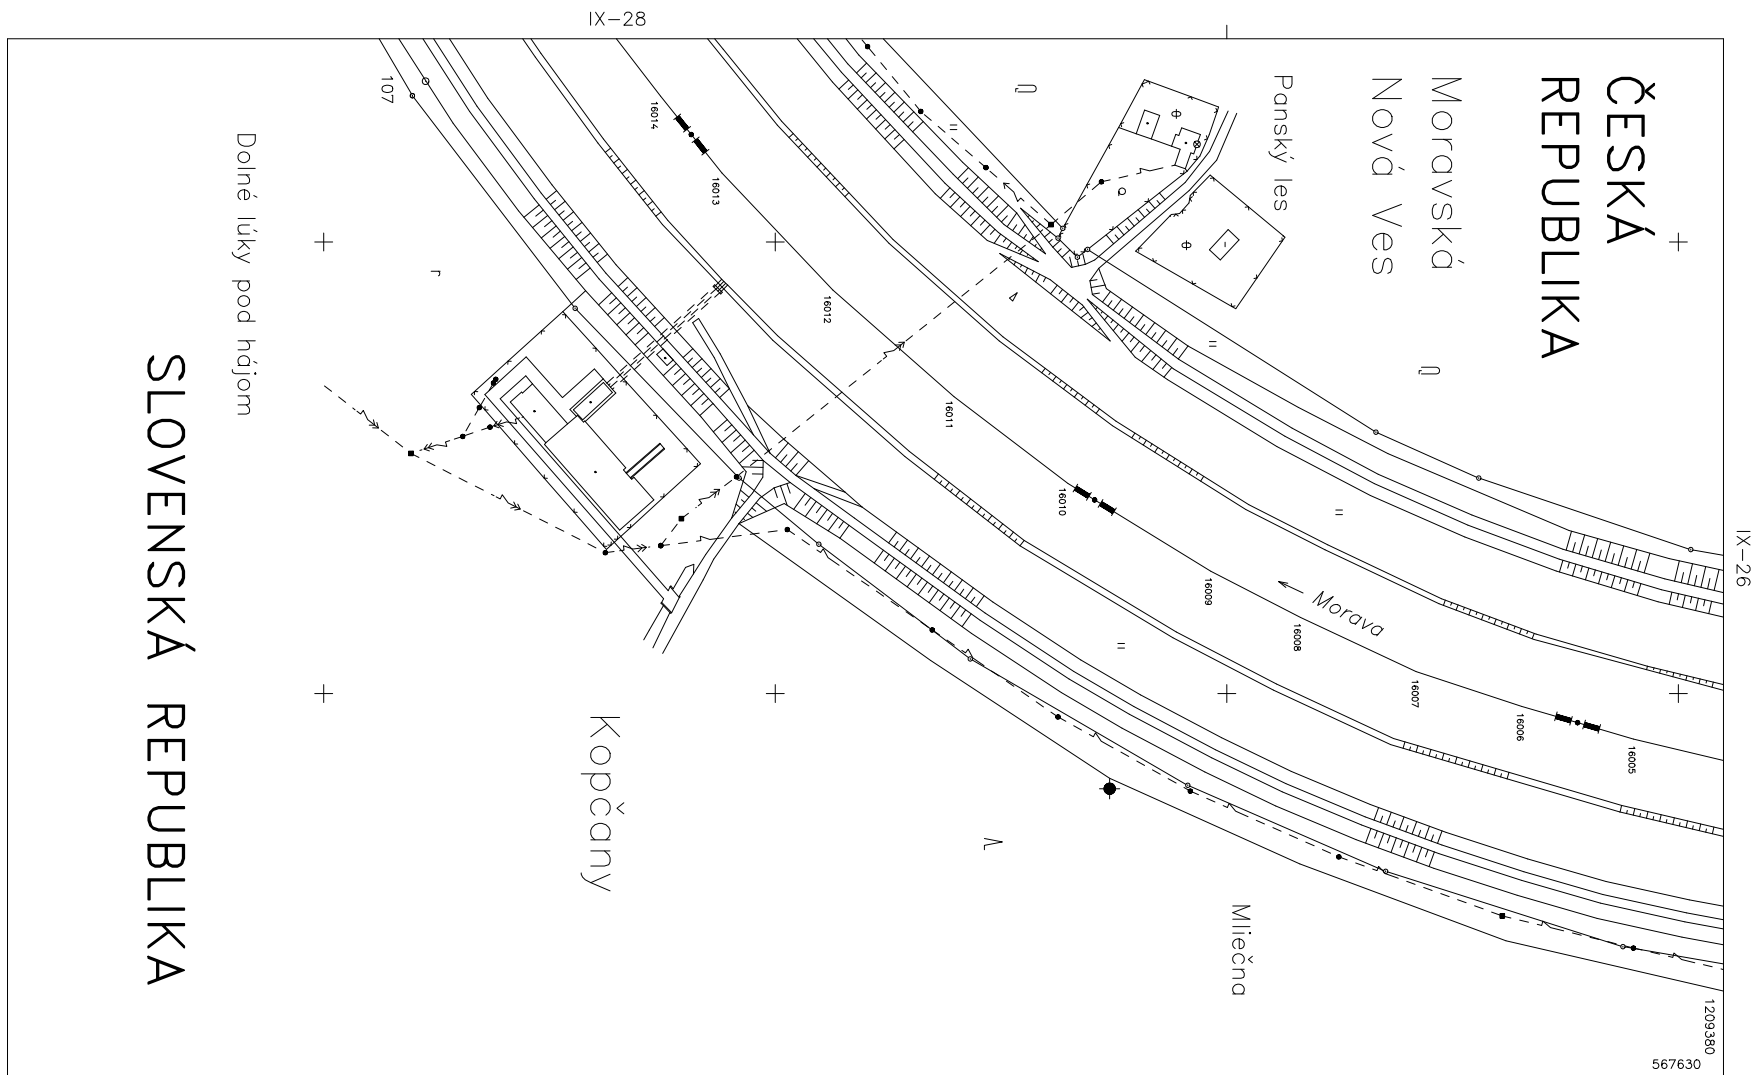 IX-28
IX-26
ČESKÁ
REPUBLIKA
Moravská
Nová Ves
Panský les
107
Dolné lúky pod hájom
SLOVENSKÁ REPUBLIKA
Kopčany
Mliečna
← Morava
16014
16013
16012
16011
16010
16009
16008
16007
16006
16005
1209380
567630